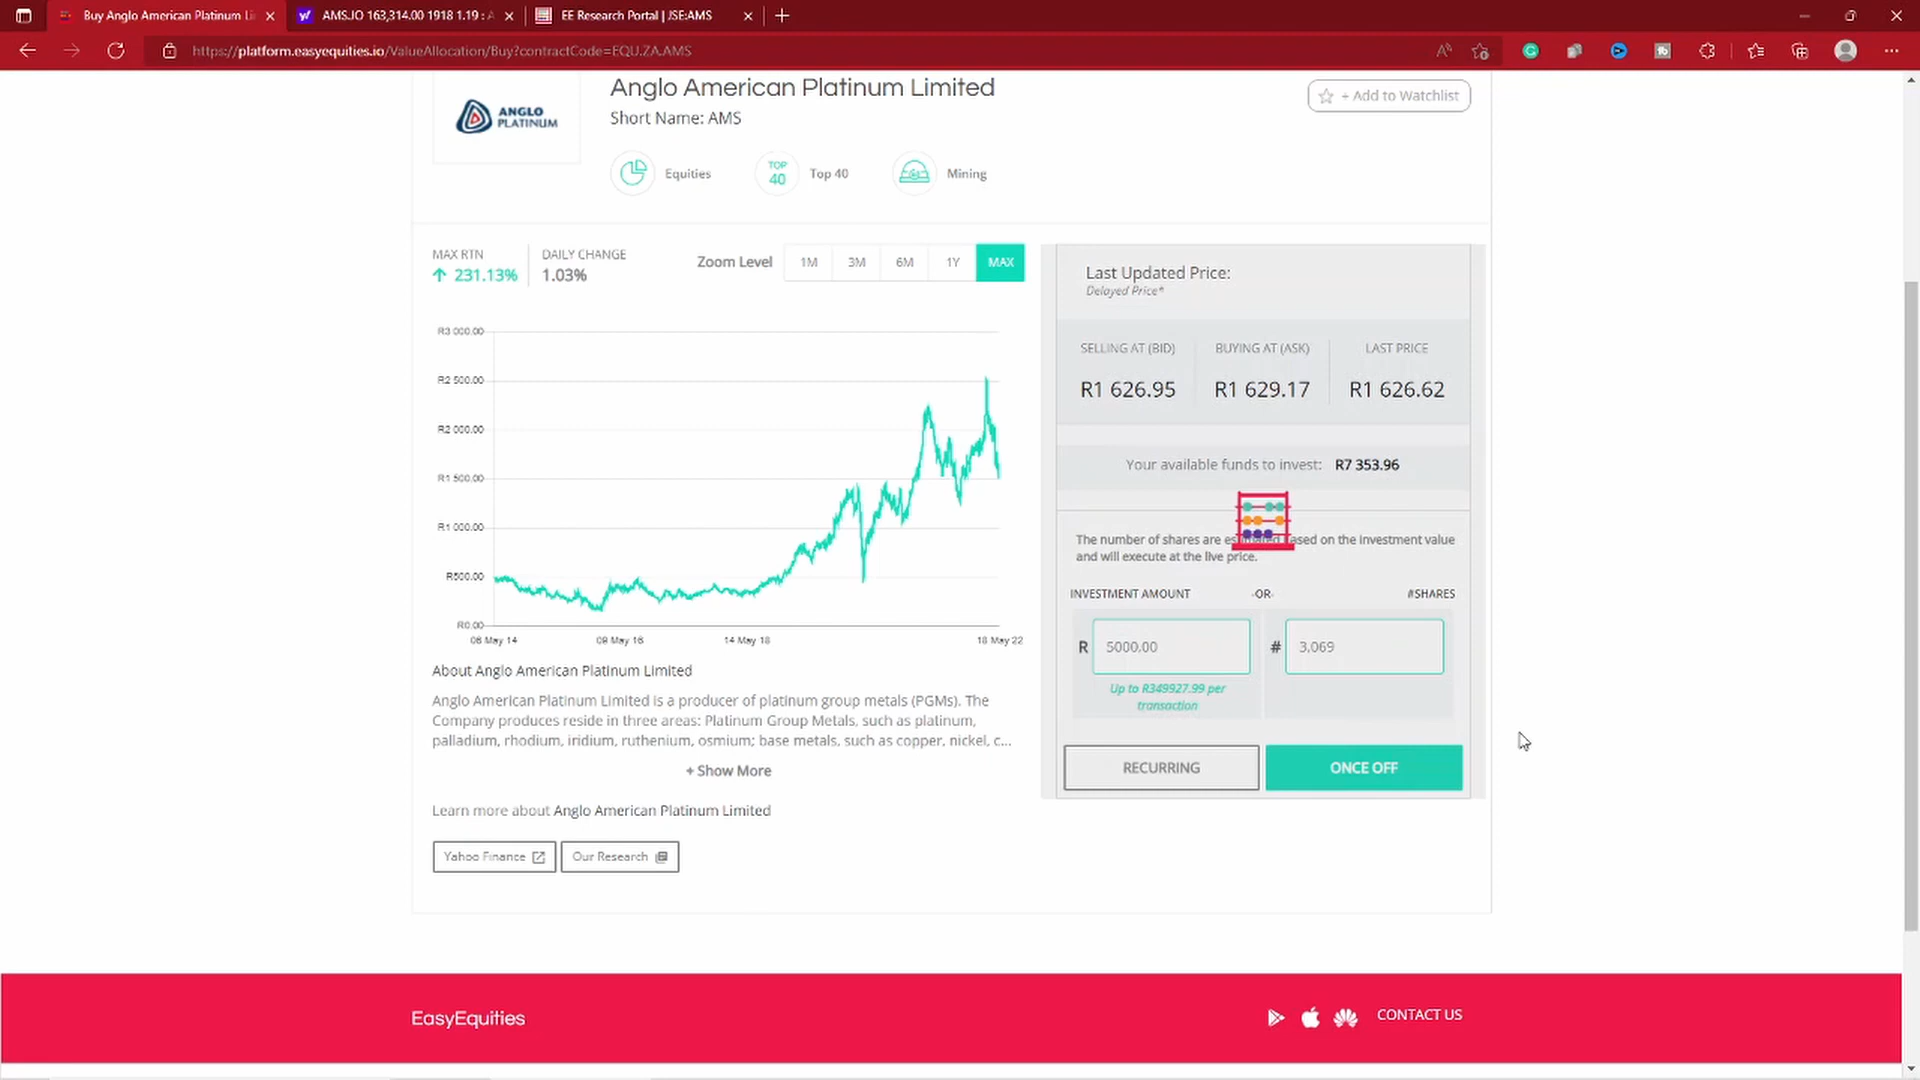 Buy Anglo American Platinum Li
AMS.JO 163,314.00 1918 1.19 : A
EE Research Portal | JSE:AMS
https://platform.easyequities.io/ValueAllocation/Buy?contractCode=EQU.ZA.AMS
ANGLO
PLATINUM
Anglo American Platinum Limited
Short Name: AMS
+ Add to Watchlist
Equities
TOP
40
Top 40
Mining
MAX RTN
231.13%
DAILY CHANGE
1.03%
Zoom Level
1M
3M
6M
1Y
MAX
R3 000.00
R2 500.00
R2 000.00
R1 500.00
R1 000.00
R500.00
R0.00
06 May 14
09 May 16
14 May 18
18 May 22
Last Updated Price:
Delayed Price*
SELLING AT (BID)
BUYING AT (ASK)
LAST PRICE
R1 626.95
R1 629.17
R1 626.62
Your available funds to invest: R7 353.96
The number of shares are estimated based on the investment value
and will execute at the live price.
INVESTMENT AMOUNT
-OR-
#SHARES
R
5000.00
#
3,069
Up to R349927.99 per
transaction
RECURRING
ONCE OFF
About Anglo American Platinum Limited
Anglo American Platinum Limited is a producer of platinum group metals (PGMs). The
Company produces reside in three areas: Platinum Group Metals, such as platinum,
palladium, rhodium, iridium, ruthenium, osmium; base metals, such as copper, nickel, c...
+ Show More
Learn more about Anglo American Platinum Limited
Yahoo Finance
Our Research
EasyEquities
CONTACT US